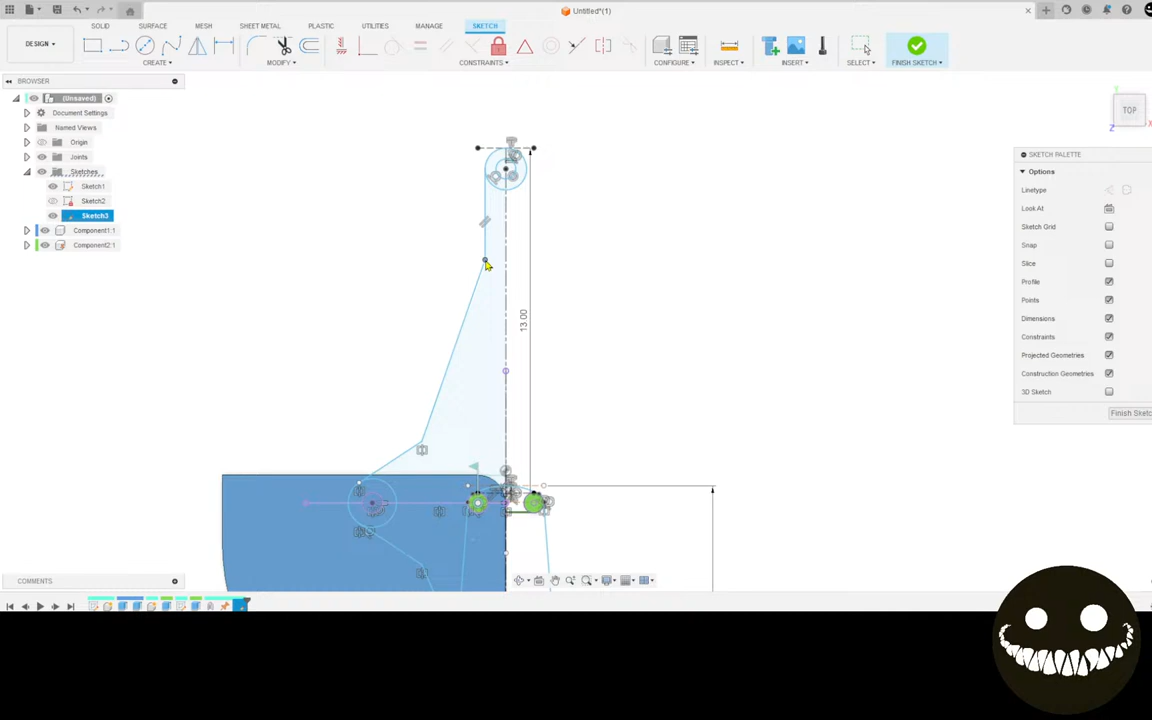 Untitled*(1)
SOLID SURFACE MESH SHEET METAL PLASTIC UTILITIES MANAGE SKETCH
DESIGN
CREATE MODIFY CONSTRAINTS CONFIGURE INSPECT INSERT SELECT FINISH SKETCH
BROWSER
(Unsaved)
Document Settings
Named Views
Origin
Joints
Sketches
Sketch1
Sketch2
Sketch3
Component1:1
Component2:1
13.00
TOP
Z
X
Y
SKETCH PALETTE
Options
Linetype
Look At
Sketch Grid
Snap
Slice
Profile
Points
Dimensions
Constraints
Projected Geometries
Construction Geometries
3D Sketch
Finish Sketc
COMMENTS